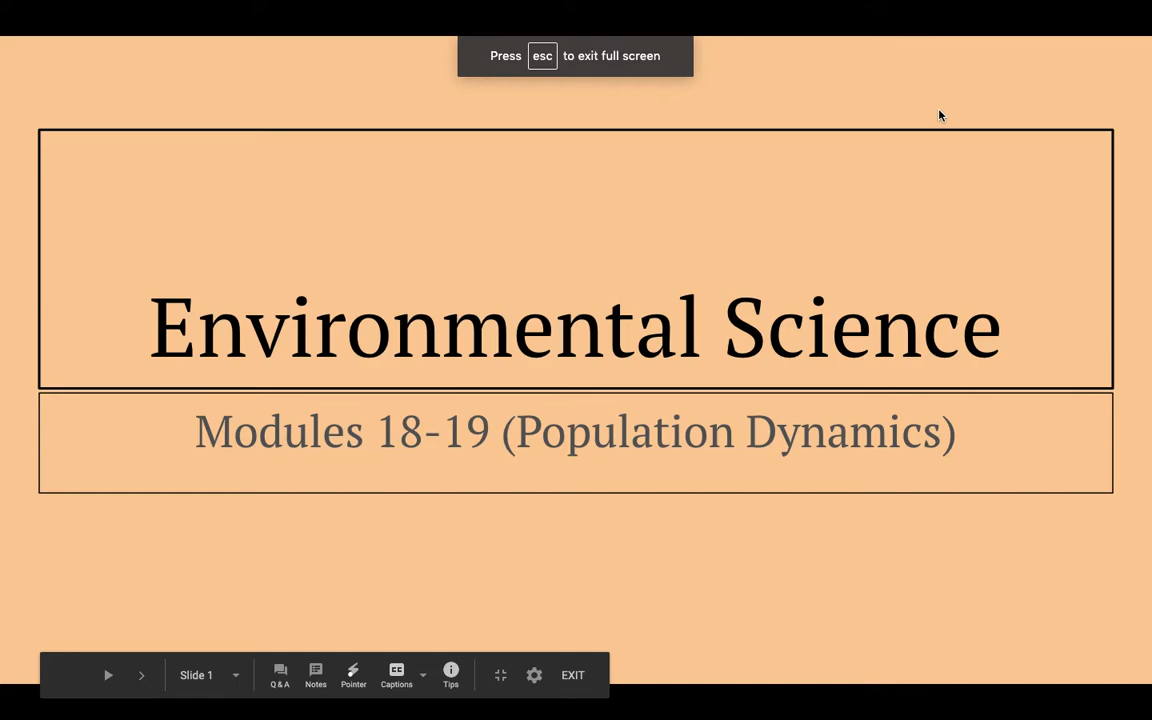 Press esc to exit full screen
Environmental Science
Modules 18-19 (Population Dynamics)
Slide 1
Q & A
Notes
Pointer
CC
Captions
Tips
EXIT